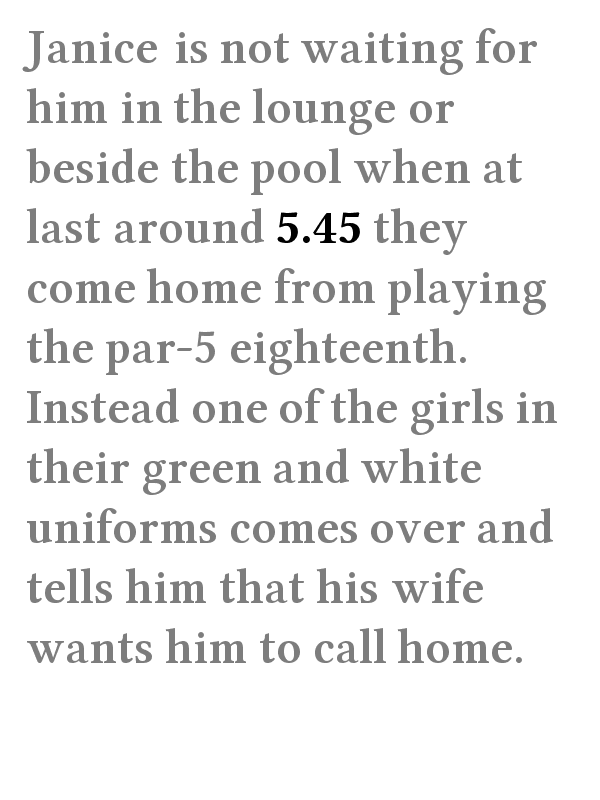 Janice is not waiting for
him in the lounge or
beside the pool when at
last around 5.45 they
come home from playing
the par-5 eighteenth.
Instead one of the girls in
their green and white
uniforms comes over and
tells him that his wife
wants him to call home.